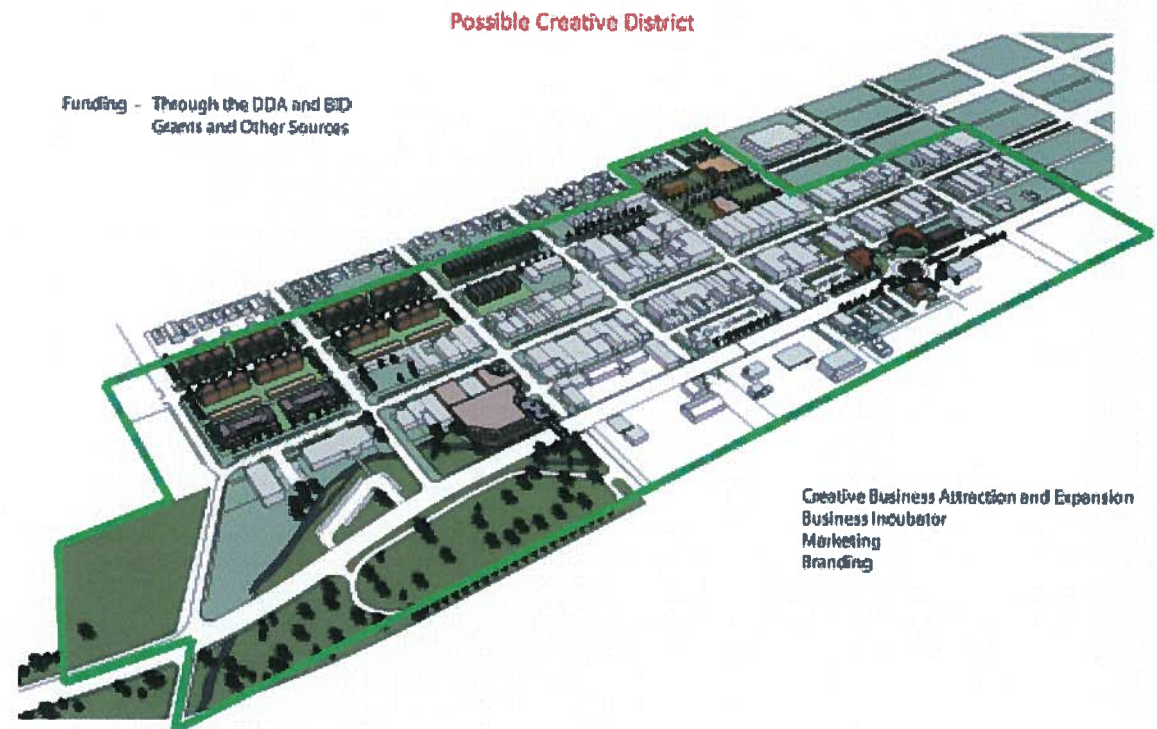 Possible Creative District
Funding - Through the DDA and BID
Grants and Other Sources
Creative Business Attraction and Expansion
Business Incubator
Marketing
Branding